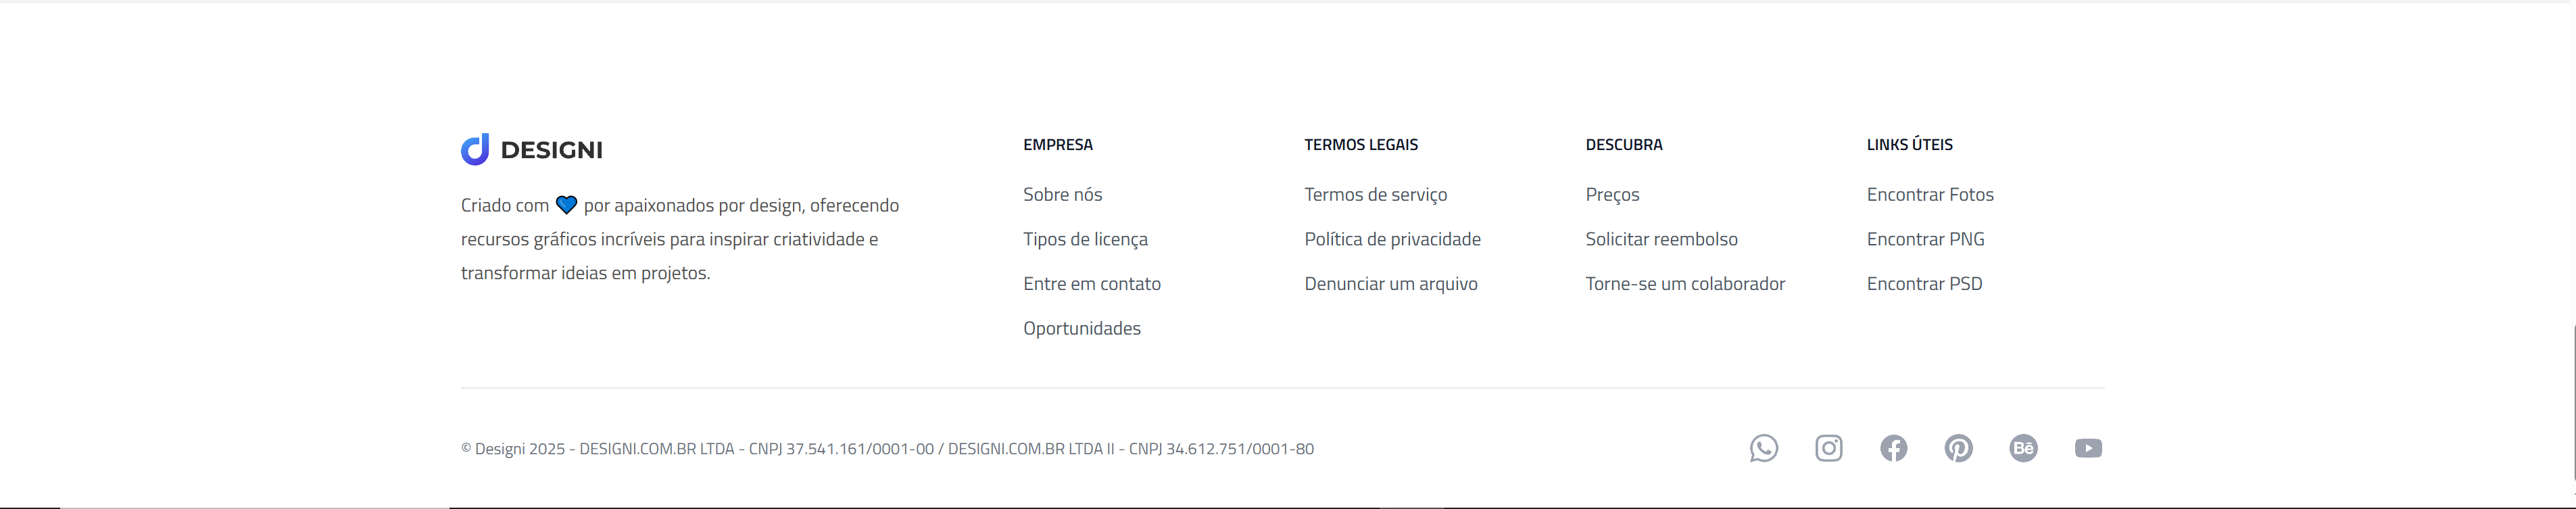 DESIGNI
Criado com 💙 por apaixonados por design, oferecendo
recursos gráficos incríveis para inspirar criatividade e
transformar ideias em projetos.
EMPRESA
Sobre nós
Tipos de licença
Entre em contato
Oportunidades
TERMOS LEGAIS
Termos de serviço
Política de privacidade
Denunciar um arquivo
DESCUBRA
Preços
Solicitar reembolso
Torne-se um colaborador
LINKS ÚTEIS
Encontrar Fotos
Encontrar PNG
Encontrar PSD
© Designi 2025 - DESIGNI.COM.BR LTDA - CNPJ 37.541.161/0001-00 / DESIGNI.COM.BR LTDA II - CNPJ 34.612.751/0001-80